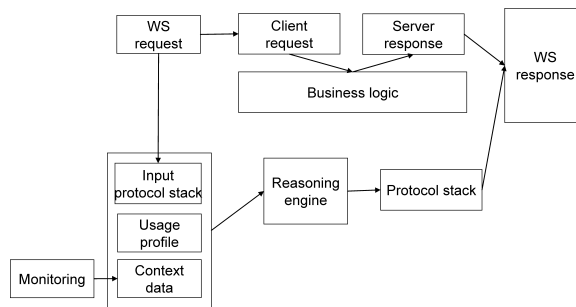 WS
request
Client
request
Server
response
WS
response
Business logic
Input
protocol stack
Reasoning
engine
Protocol stack
Usage
profile
Monitoring
Context
data